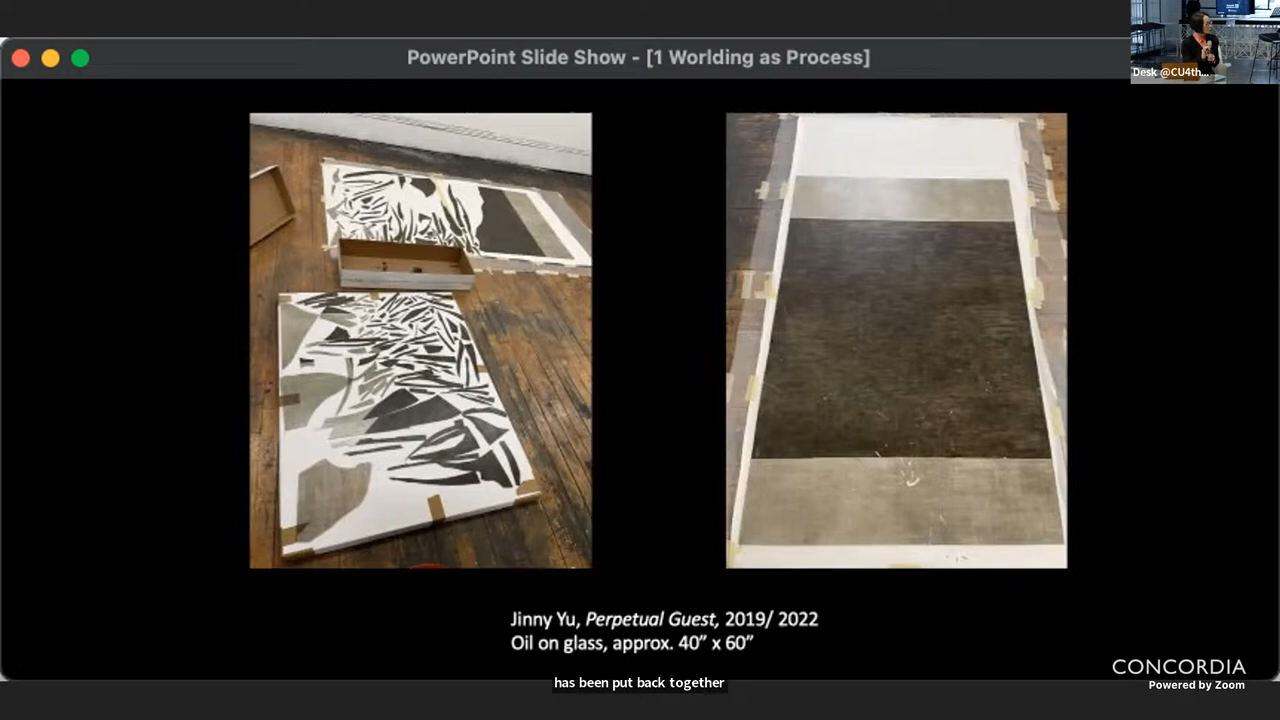 PowerPoint Slide Show - [1 Worlding as Process]
Desk @CU4th...
Jinny Yu, Perpetual Guest, 2019/ 2022
Oil on glass, approx. 40” x 60”
has been put back together
CONCORDIA
Powered by Zoom